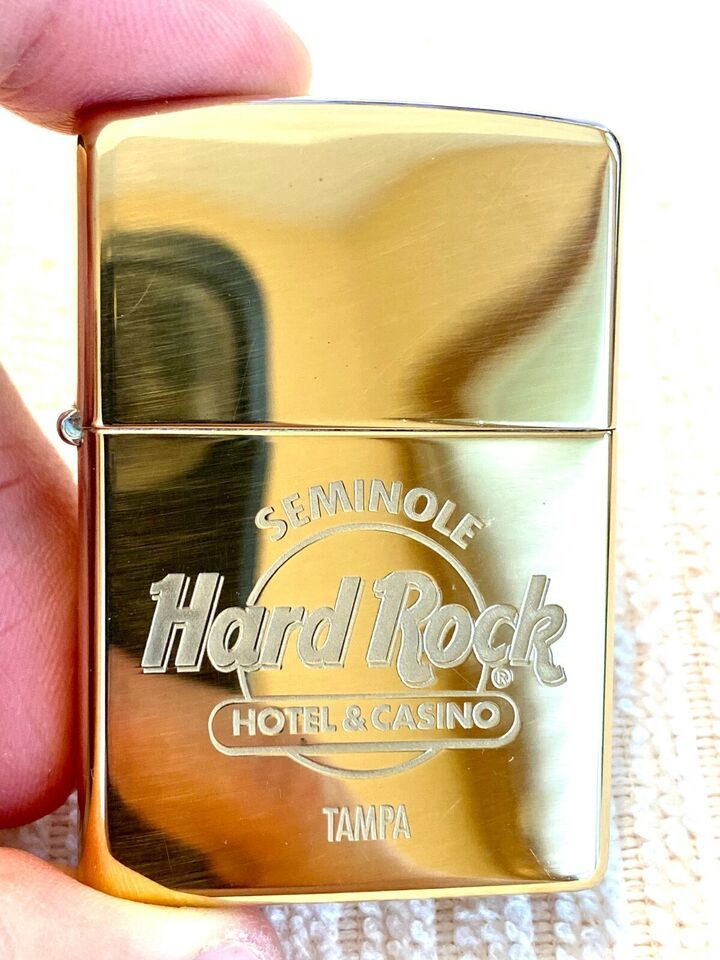 SEMINOLE
Hard Rock
®
HOTEL & CASINO
TAMPA